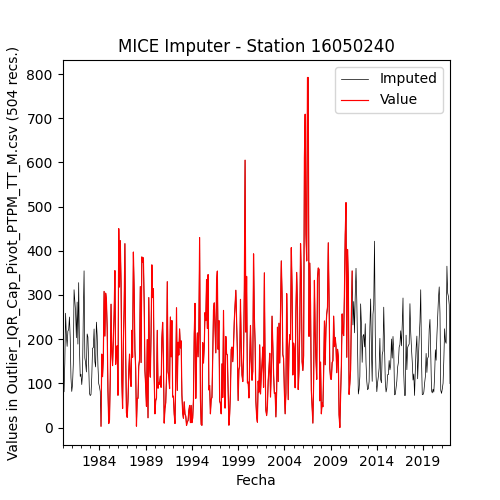 MICE Imputer - Station 16050240
Values in Outlier_IQR_Cap_Pivot_PTPM_TT_M.csv (504 recs.)
800
700
600
500
400
300
200
100
0
Imputed
Value
1984 1989 1994 1999 2004 2009 2014 2019
Fecha